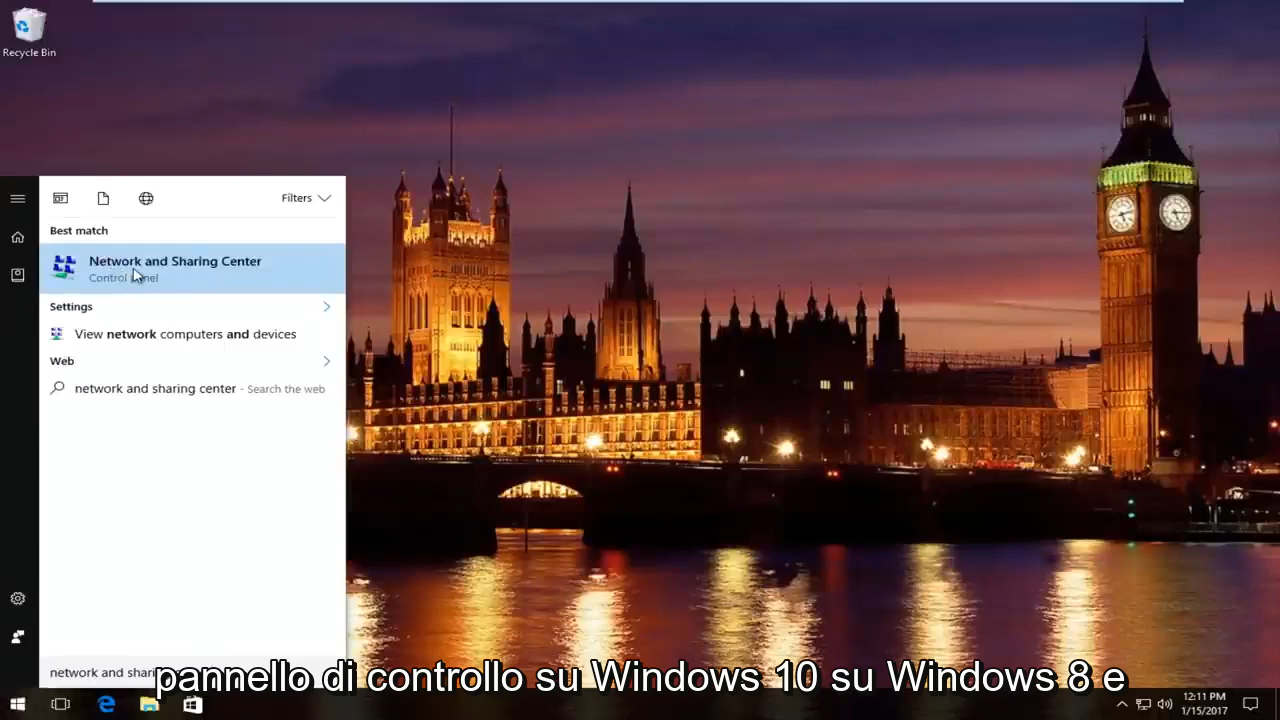 Recycle Bin
Filters
Best match
Network and Sharing Center
Control panel
Settings
View network computers and devices
Web
network and sharing center - Search the web
network and shari
pannello di controllo su Windows 10 su Windows 8 e
12:11 PM
1/15/2017